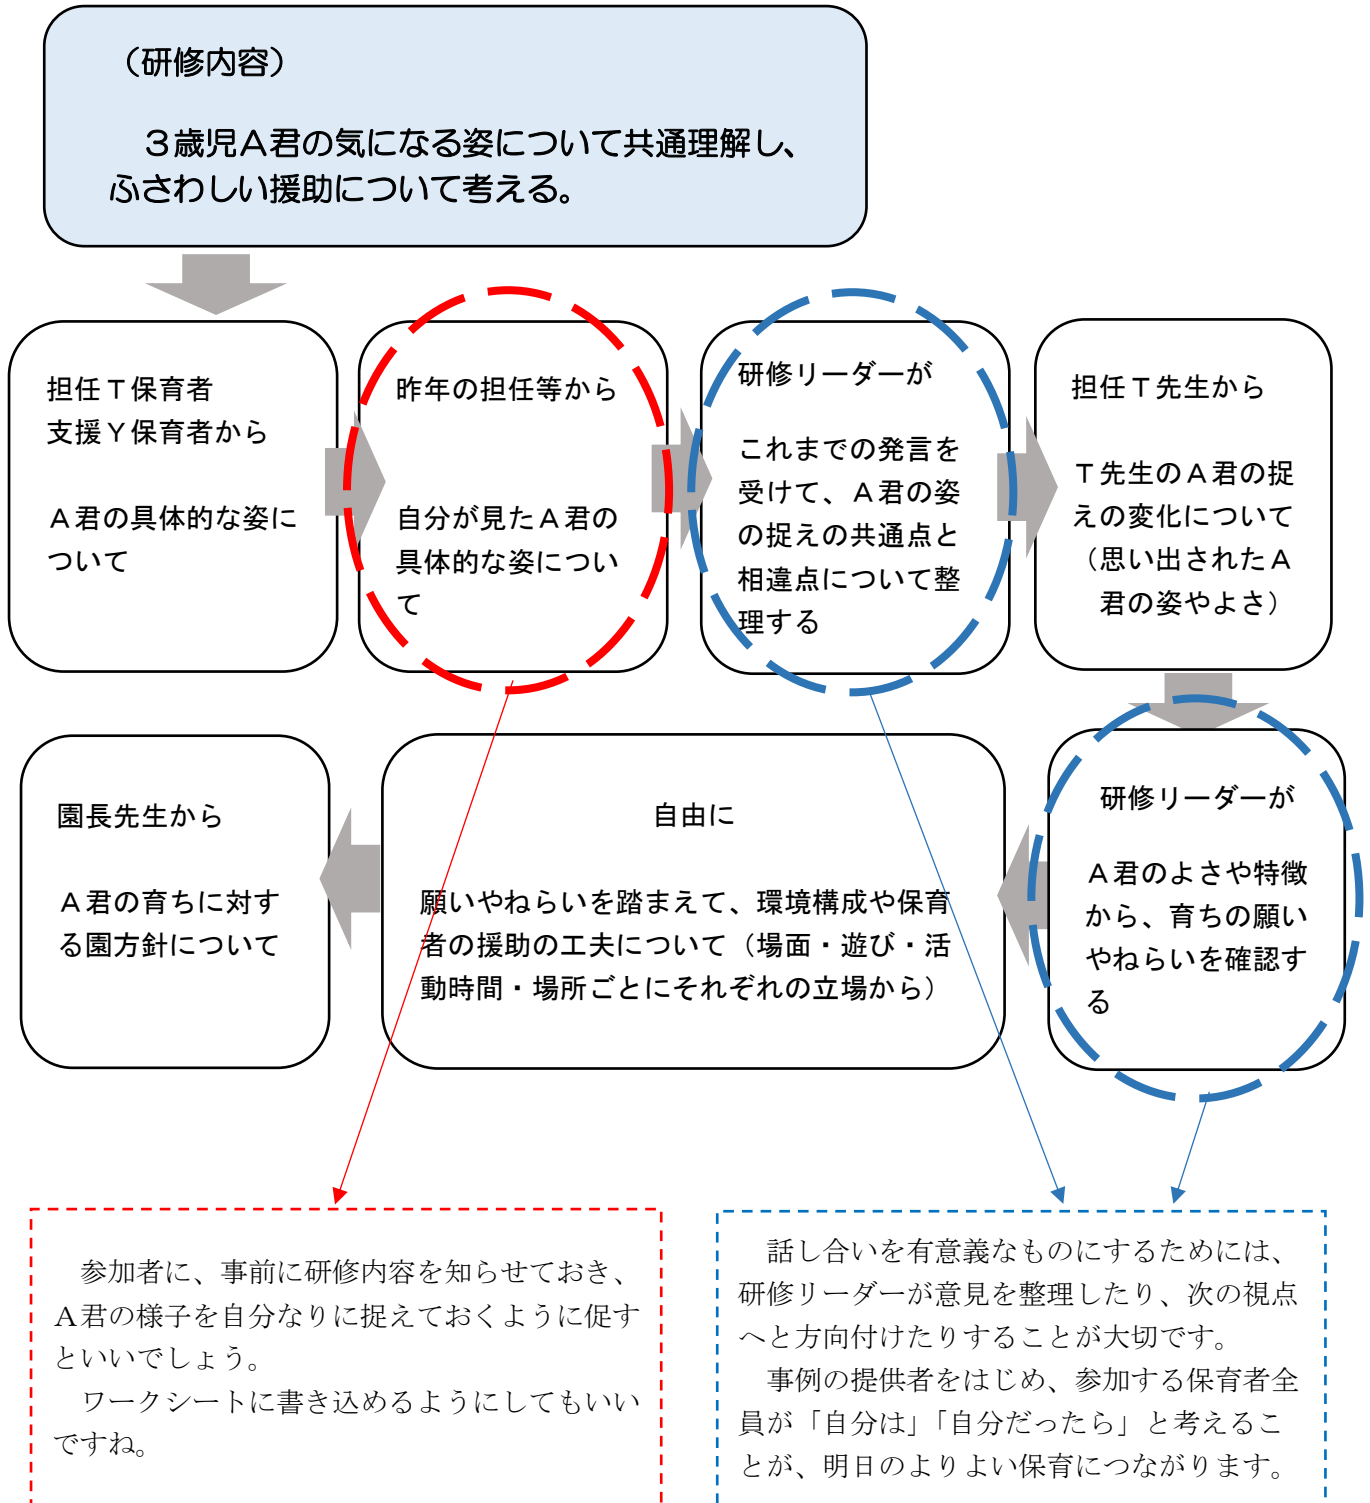 （研修内容）
３歳児Ａ君の気になる姿について共通理解し、
ふさわしい援助について考える。
担任Ｔ保育者
支援Ｙ保育者から
Ａ君の具体的な姿に
ついて
昨年の担任等から
自分が見たＡ君の
具体的な姿につい
て
研修リーダーが
これまでの発言を
受けて、Ａ君の姿
の捉えの共通点と
相違点について整
理する
担任Ｔ先生から
Ｔ先生のＡ君の捉
えの変化について
（思い出されたＡ
君の姿やよさ）
研修リーダーが
Ａ君のよさや特徴
から、育ちの願い
やねらいを確認す
る
自由に
願いやねらいを踏まえて、環境構成や保育
者の援助の工夫について（場面・遊び・活
動時間・場所ごとにそれぞれの立場から）
園長先生から
Ａ君の育ちに対す
る園方針について
参加者に、事前に研修内容を知らせておき、
Ａ君の様子を自分なりに捉えておくように促す
といいでしょう。
ワークシートに書き込めるようにしてもいい
ですね。
話し合いを有意義なものにするためには、
研修リーダーが意見を整理したり、次の視点
へと方向付けたりすることが大切です。
事例の提供者をはじめ、参加する保育者全
員が「自分は」「自分だったら」と考えるこ
とが、明日のよりよい保育につながります。